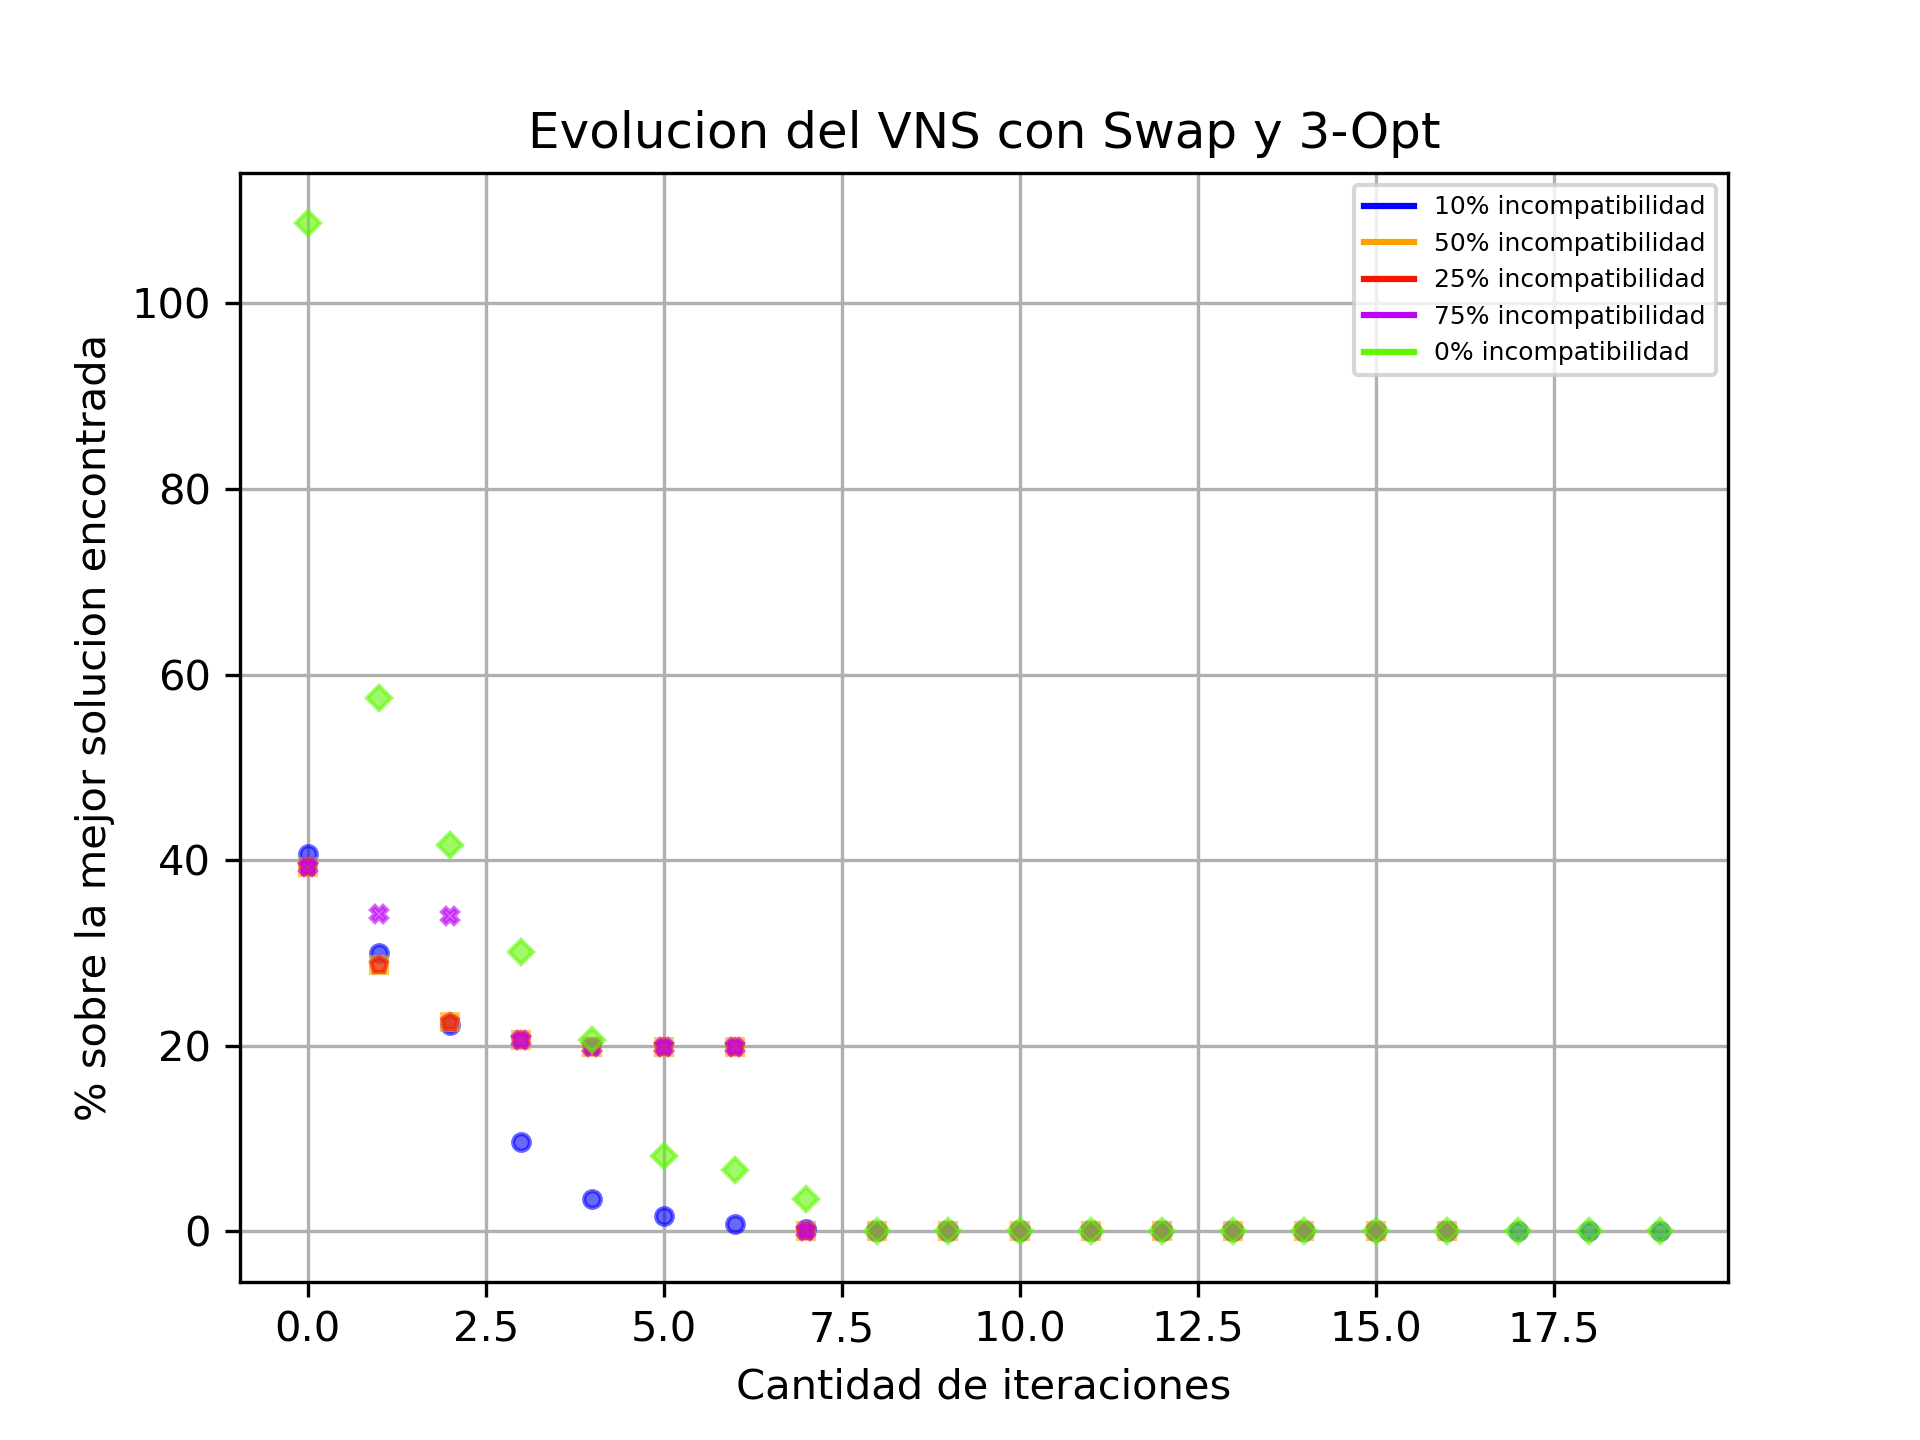 Evolucion del VNS con Swap y 3-Opt
10% incompatibilidad
50% incompatibilidad
25% incompatibilidad
75% incompatibilidad
0% incompatibilidad
% sobre la mejor solucion encontrada
100
80
60
40
20
0
0.0 2.5 5.0 7.5 10.0 12.5 15.0 17.5
Cantidad de iteraciones